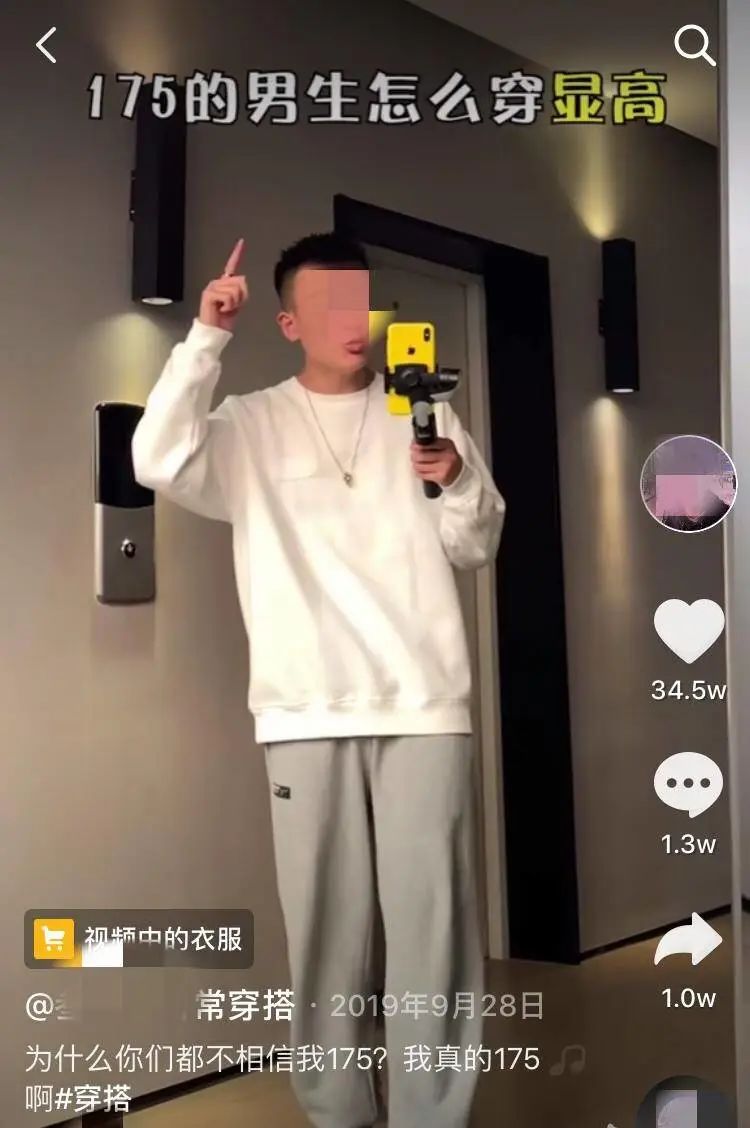 175的男生怎么穿显高
34.5w
1.3w
视频中的衣服
1.0w
常穿搭 · 2019年9月28日
为什么你们都不相信我175？我真的175
啊#穿搭